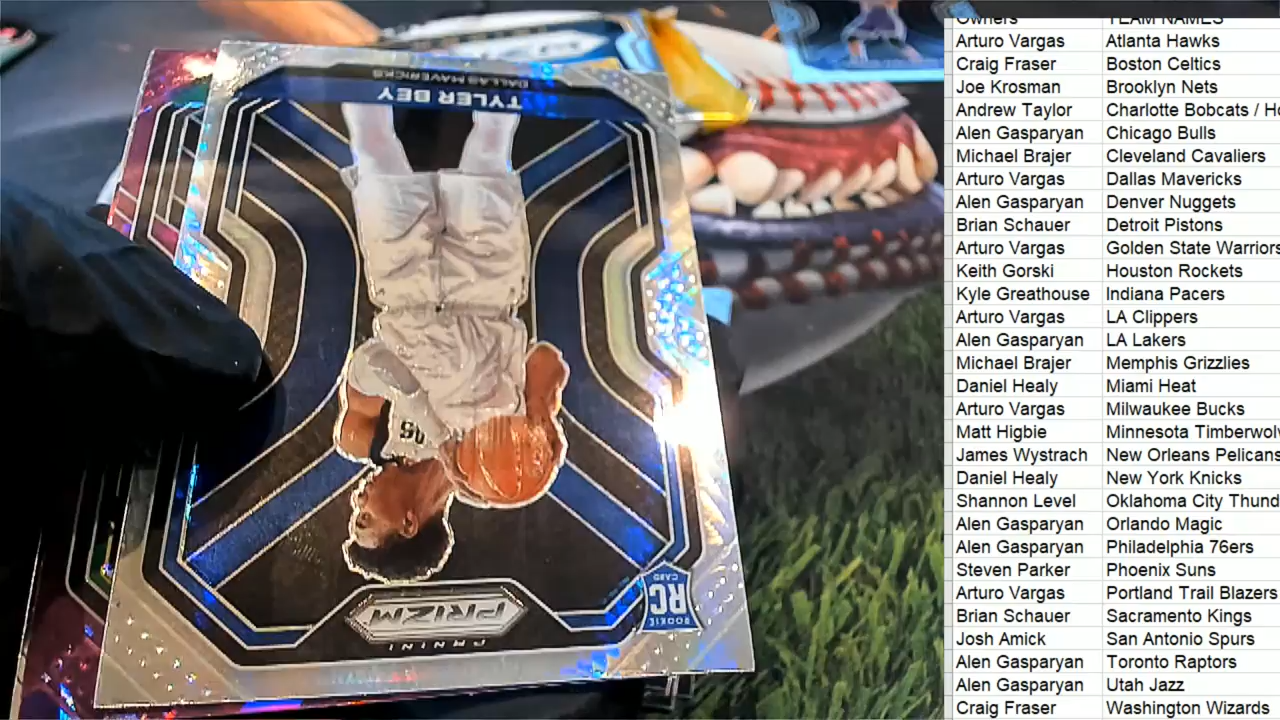 DALLAS MAVERICKS
TYLER BEY
PANINI
PRIZM
ROOKIE
RC
CARD
Owners TEAM NAMES
Arturo Vargas Atlanta Hawks
Craig Fraser Boston Celtics
Joe Krosman Brooklyn Nets
Andrew Taylor Charlotte Bobcats / Ho
Alen Gasparyan Chicago Bulls
Michael Brajer Cleveland Cavaliers
Arturo Vargas Dallas Mavericks
Alen Gasparyan Denver Nuggets
Brian Schauer Detroit Pistons
Arturo Vargas Golden State Warriors
Keith Gorski Houston Rockets
Kyle Greathouse Indiana Pacers
Arturo Vargas LA Clippers
Alen Gasparyan LA Lakers
Michael Brajer Memphis Grizzlies
Daniel Healy Miami Heat
Arturo Vargas Milwaukee Bucks
Matt Higbie Minnesota Timberwolv
James Wystrach New Orleans Pelicans
Daniel Healy New York Knicks
Shannon Level Oklahoma City Thund
Alen Gasparyan Orlando Magic
Alen Gasparyan Philadelphia 76ers
Steven Parker Phoenix Suns
Arturo Vargas Portland Trail Blazers
Brian Schauer Sacramento Kings
Josh Amick San Antonio Spurs
Alen Gasparyan Toronto Raptors
Alen Gasparyan Utah Jazz
Craig Fraser Washington Wizards